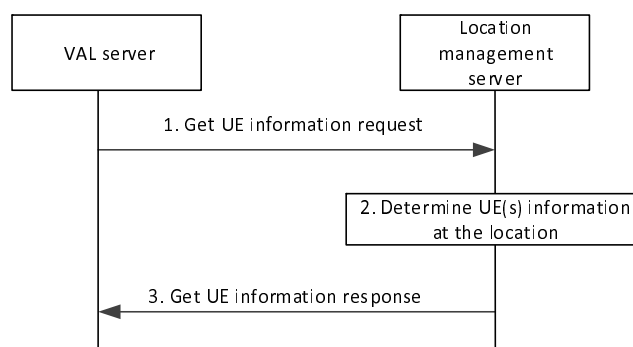 VAL server
Location
management
server
1. Get UE information request
2. Determine UE(s) information
at the location
3. Get UE information response